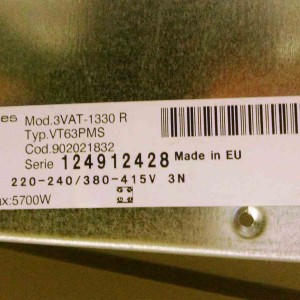 es Mod.3VAT-1330 R
Typ.VT63PMS
Cod.902021832
Serie 124912428 Made in EU
220-240/380-415V 3N
ax:5700W